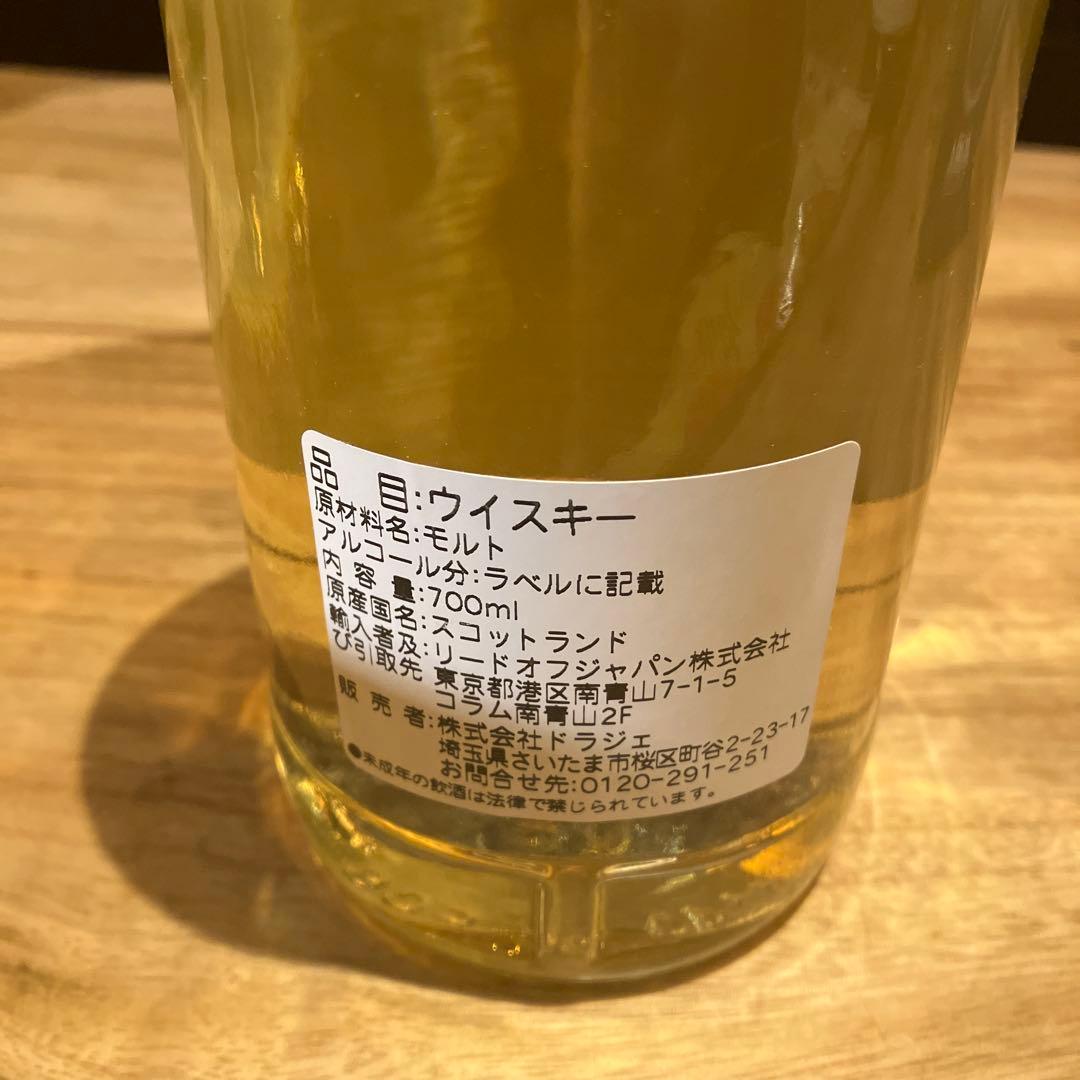 品 目:ウイスキー
原材料名:モルト
アルコール分:ラベルに記載
内 容 量:700ml
原産国名:スコットランド
輸入者及:リードオフジャパン株式会社
び引取先 東京都港区南青山7-1-5
コラム南青山2F
販 売 者:株式会社ドラジェ
埼玉県さいたま市桜区町谷2-23-17
お問合せ先:0120-291-251
●未成年の飲酒は法律で禁じられています。